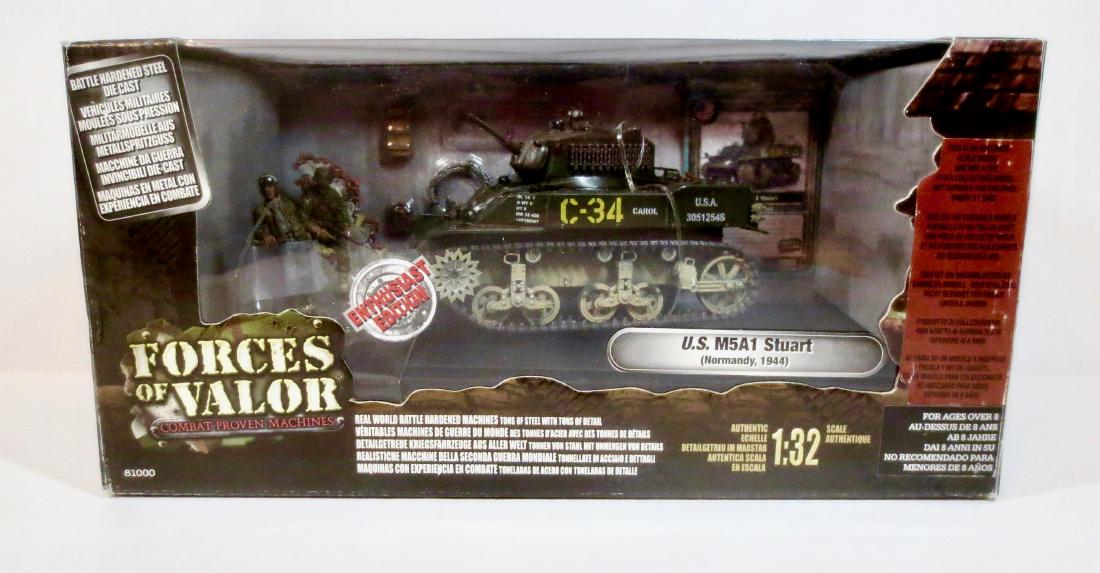 BATTLE HARDENED STEEL
DIE CAST
VÉHICULES MILITAIRES
MOULÉES SOUS PRESSION
MILITARMODELLE AUS
METALLSPRITZGUSS
MACCHINE DA GUERRA
INVINCIBILI DIE-CAST
MAQUINAS EN METAL CON
EXPERIENCIA EN COMBATE
C-34
CAROL
U.S.A.
3051254S
ENTHUSIAST
EDITION
U.S. M5A1 Stuart
(Normandy, 1944)
FORCES
OF VALOR
COMBAT PROVEN MACHINES
81000
REAL WORLD BATTLE HARDENED MACHINES TONS OF STEEL WITH TONS OF DETAIL
VÉRITABLES MACHINES DE GUERRE DU MONDE DES TONNES D'ACIER AVEC DES TONNES DE DÉTAILS
DETAILGETREUE KRIEGSFAHRZEUGE AUS ALLER WELT TONNEN VON STAHL MIT UNMENGEN VON DETAILS
REALISTICHE MACCHINE DELLA SECONDA GUERRA MONDIALE TONNELLATE DI ACCIAIO E DETTAGLI
MAQUINAS CON EXPERIENCIA EN COMBATE TONELADAS DE ACERO CON TONELADAS DE DETALLE
AUTHENTIC
ECHELLE
DETAILGETREU IM MAßSTAB
AUTENTICA SCALA
EN ESCALA
1:32
SCALE
AUTHENTIQUE
FOR AGES OVER 8
AU-DESSUS DE 8 ANS
AB 8 JAHRE
DAI 8 ANNI IN SU
NO RECOMENDADO PARA
MENORES DE 8 AÑOS